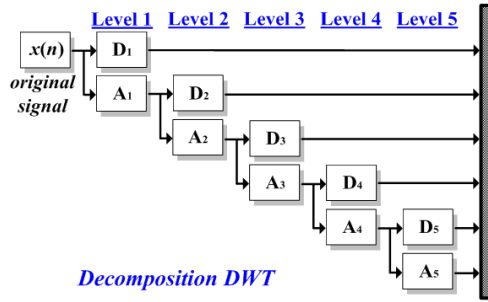 Level 1 Level 2 Level 3 Level 4 Level 5
x(n) D₁
original
signal
A₁ D₂
A₂ D₃
A₃ D₄
A₄ D₅
A₅
Decomposition DWT